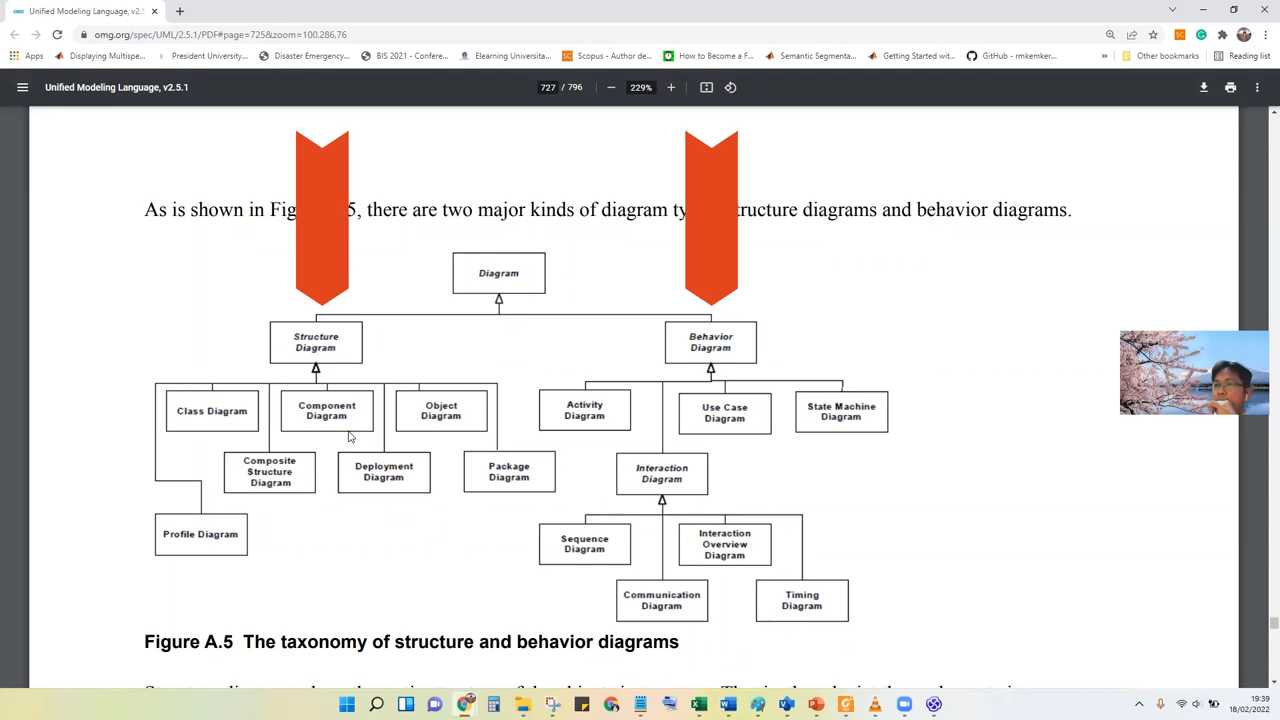 Unified Modeling Language, v2.5
omg.org/spec/UML/2.5.1/PDF#page=725&zoom=100,286,76
Apps
Displaying Multispe...
President University'...
Disaster Emergency...
BIS 2021 - Confere...
Elearning Universita...
Scopus - Author de...
How to Become a F...
Semantic Segmenta...
Getting Started with...
GitHub - rmkemker...
»
Other bookmarks
Reading list
Unified Modeling Language, v2.5.1
727 / 796
229%
As is shown in Fig 5, there are two major kinds of diagram ty tructure diagrams and behavior diagrams.
Diagram
Structure
Diagram
Behavior
Diagram
Class Diagram
Component
Diagram
Object
Diagram
Activity
Diagram
Use Case
Diagram
State Machine
Diagram
Composite
Structure
Diagram
Deployment
Diagram
Package
Diagram
Interaction
Diagram
Profile Diagram
Sequence
Diagram
Interaction
Overview
Diagram
Communication
Diagram
Timing
Diagram
Figure A.5 The taxonomy of structure and behavior diagrams
19:39
18/02/2022